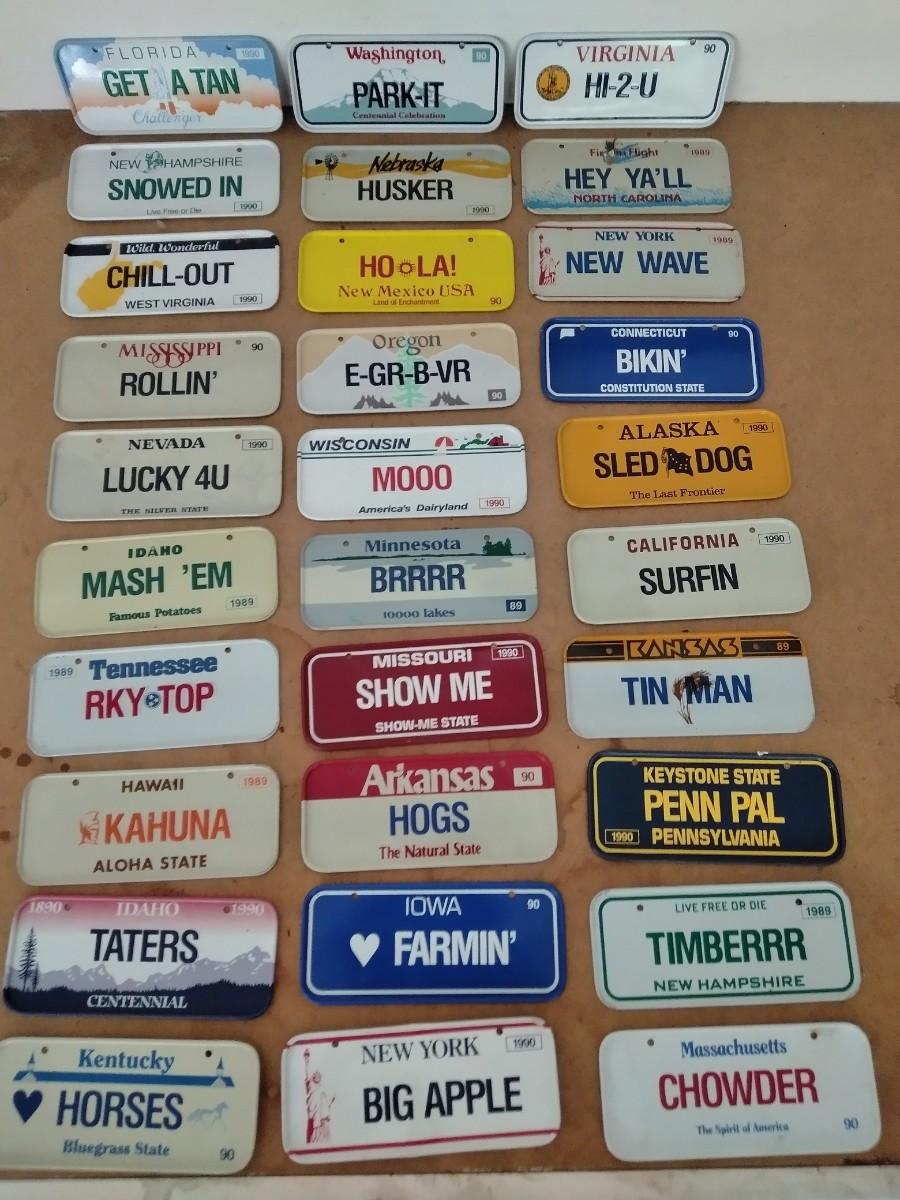 FLORIDA 1990
GET A TAN
Challenger
Washington 90
PARK-IT
Centennial Celebration
VIRGINIA 90
HI-2-U
NEW HAMPSHIRE
SNOWED IN
Live Free or Die 1990
Nebraska
HUSKER
1990
First in Flight 1989
HEY YA'LL
NORTH CAROLINA
Wild, Wonderful
CHILL-OUT
WEST VIRGINIA 1990
HO LA!
New Mexico USA
Land of Enchantment 90
NEW YORK 1989
NEW WAVE
MISSISSIPPI 90
ROLLIN'
Oregon
E-GR-B-VR
90
CONNECTICUT 90
BIKIN'
CONSTITUTION STATE
NEVADA 1990
LUCKY 4U
THE SILVER STATE
WISCONSIN
MOOO
America's Dairyland 1990
ALASKA 1990
SLED DOG
The Last Frontier
IDAHO
MASH 'EM
Famous Potatoes 1989
Minnesota
BRRRR
10000 lakes 89
CALIFORNIA 1990
SURFIN
1989 Tennessee
RKY TOP
MISSOURI 1990
SHOW ME
SHOW-ME STATE
KANSAS 89
TIN MAN
HAWAII 1989
KAHUNA
ALOHA STATE
Arkansas 90
HOGS
The Natural State
KEYSTONE STATE
PENN PAL
1990 PENNSYLVANIA
1890 IDAHO 1990
TATERS
CENTENNIAL
IOWA 90
♥ FARMIN'
LIVE FREE OR DIE 1989
TIMBERRR
NEW HAMPSHIRE
Kentucky
♥ HORSES
Bluegrass State 90
NEW YORK 1990
BIG APPLE
Massachusetts
CHOWDER
The Spirit of America 90